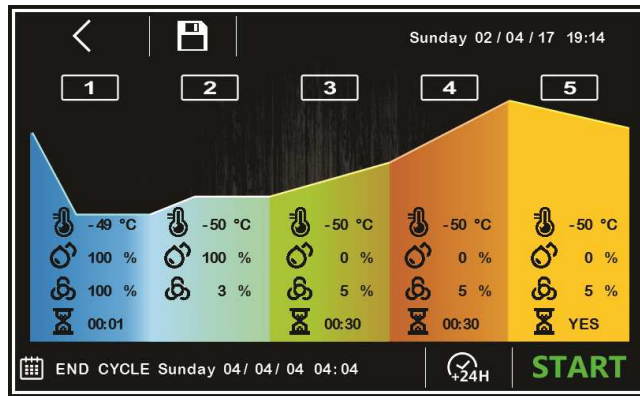 Sunday 02 / 04 / 17 19:14
1 2 3 4 5
-49 °C -50 °C -50 °C -50 °C -50 °C
100 % 100 % 0 % 0 % 0 %
100 % 3 % 5 % 5 % 5 %
00:01 00:30 00:30 YES
END CYCLE Sunday 04/ 04/ 04 04:04 +24H START